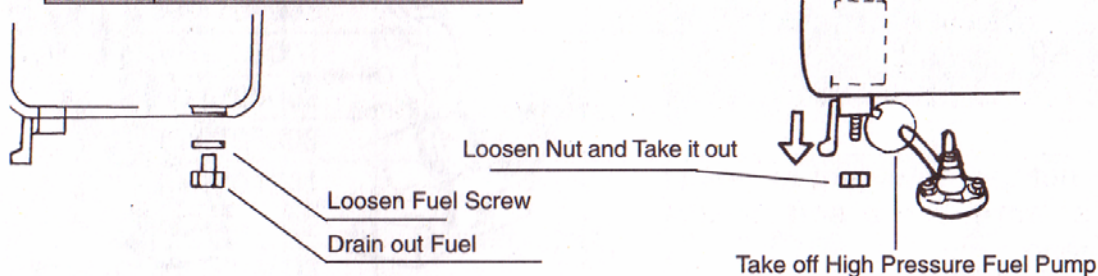 Loosen Nut and Take it out
Loosen Fuel Screw
Drain out Fuel
Take off High Pressure Fuel Pump